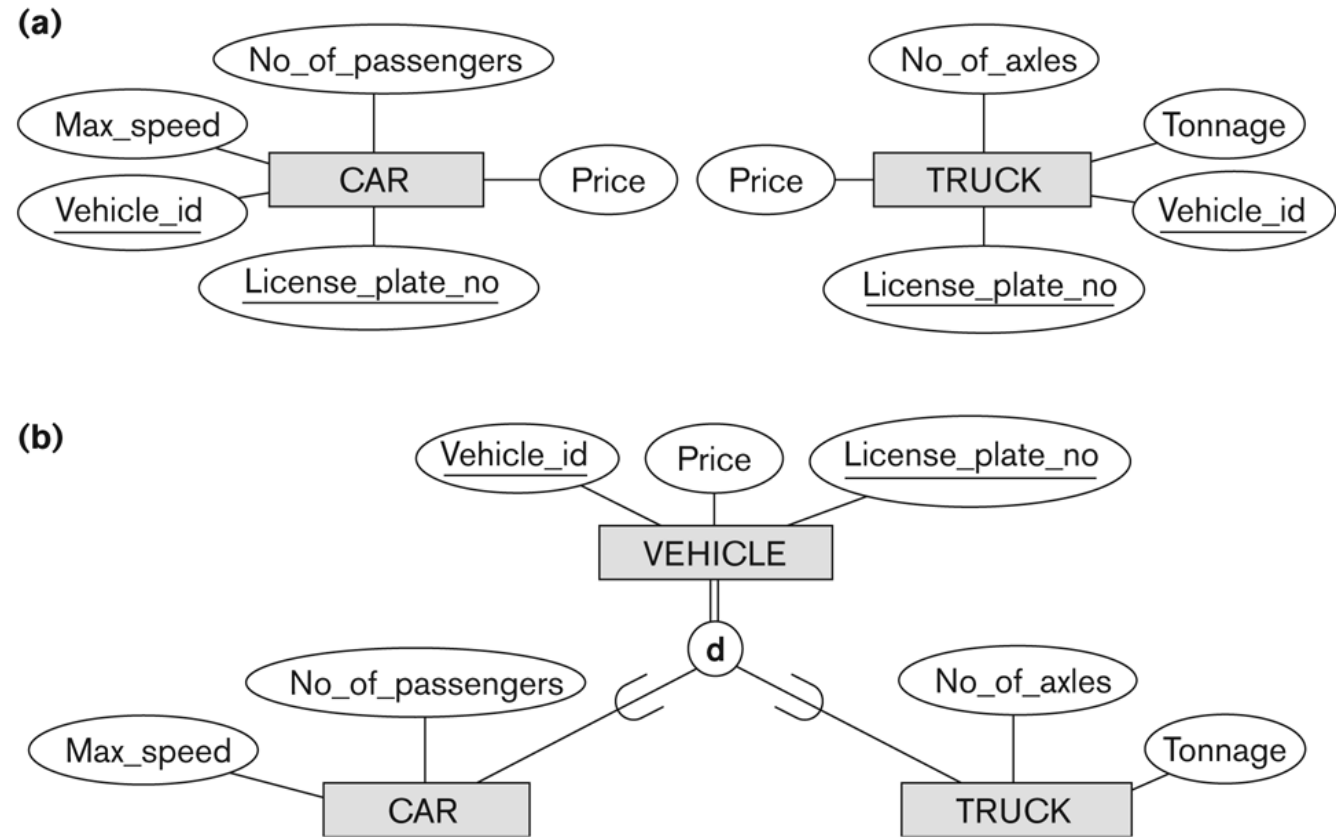 (a)
No_of_passengers
No_of_axles
Max_speed
Tonnage
CAR
Price
Price
TRUCK
Vehicle_id
Vehicle_id
License_plate_no
License_plate_no
(b)
Vehicle_id
Price
License_plate_no
VEHICLE
d
No_of_passengers
No_of_axles
Max_speed
Tonnage
CAR
TRUCK